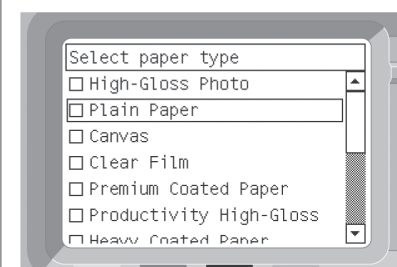 Select paper type
High-Gloss Photo
Plain Paper
Canvas
Clear Film
Premium Coated Paper
Productivity High-Gloss
Heavy Coated Paper